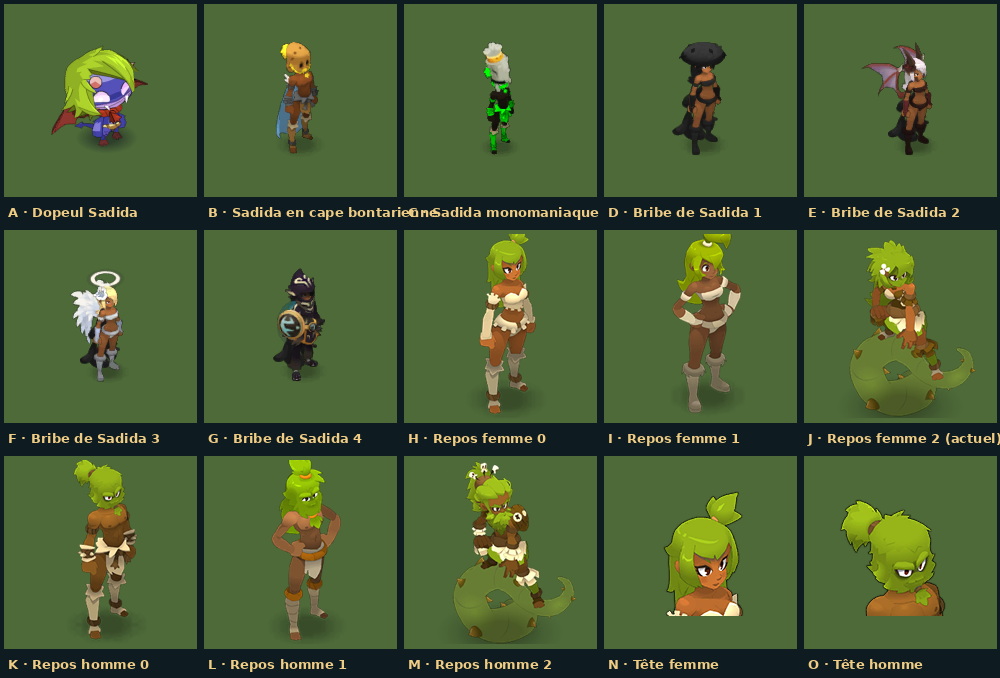 A · Dopeul Sadida
B · Sadida en cape bontarienne
C · Sadida monomaniaque
D · Bribe de Sadida 1
E · Bribe de Sadida 2
F · Bribe de Sadida 3
G · Bribe de Sadida 4
H · Repos femme 0
I · Repos femme 1
J · Repos femme 2 (actuel)
K · Repos homme 0
L · Repos homme 1
M · Repos homme 2
N · Tête femme
O · Tête homme